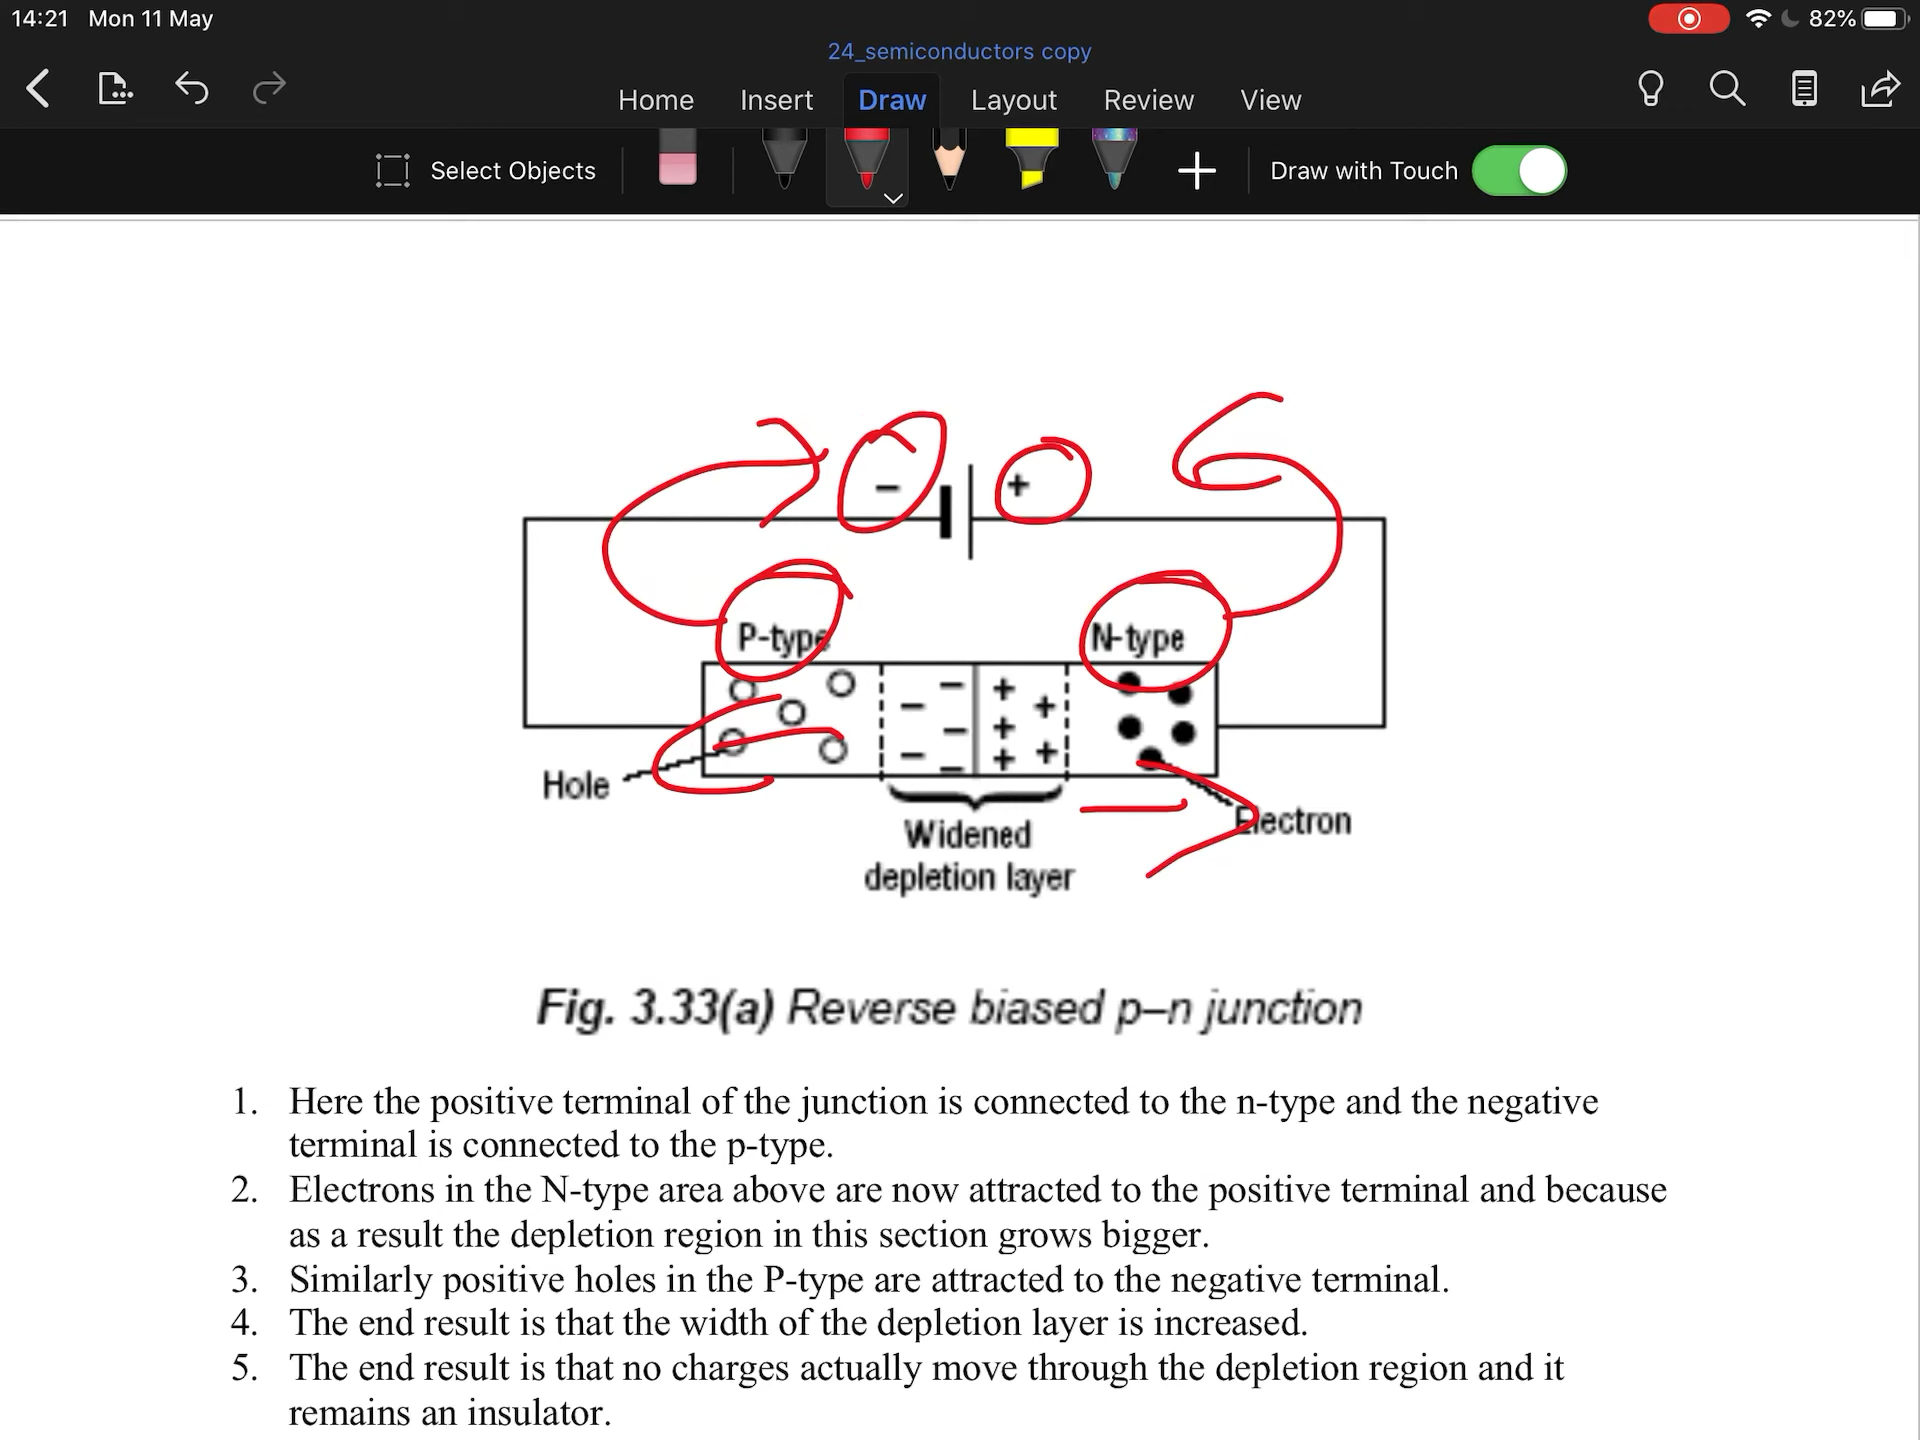 14:21 Mon 11 May
82%
24_semiconductors copy
Home Insert Draw Layout Review View
Select Objects
Draw with Touch
− +
P-type N-type
Hole
Electron
Widened
depletion layer
Fig. 3.33(a) Reverse biased p–n junction
1. Here the positive terminal of the junction is connected to the n-type and the negative
terminal is connected to the p-type.
2. Electrons in the N-type area above are now attracted to the positive terminal and because
as a result the depletion region in this section grows bigger.
3. Similarly positive holes in the P-type are attracted to the negative terminal.
4. The end result is that the width of the depletion layer is increased.
5. The end result is that no charges actually move through the depletion region and it
remains an insulator.